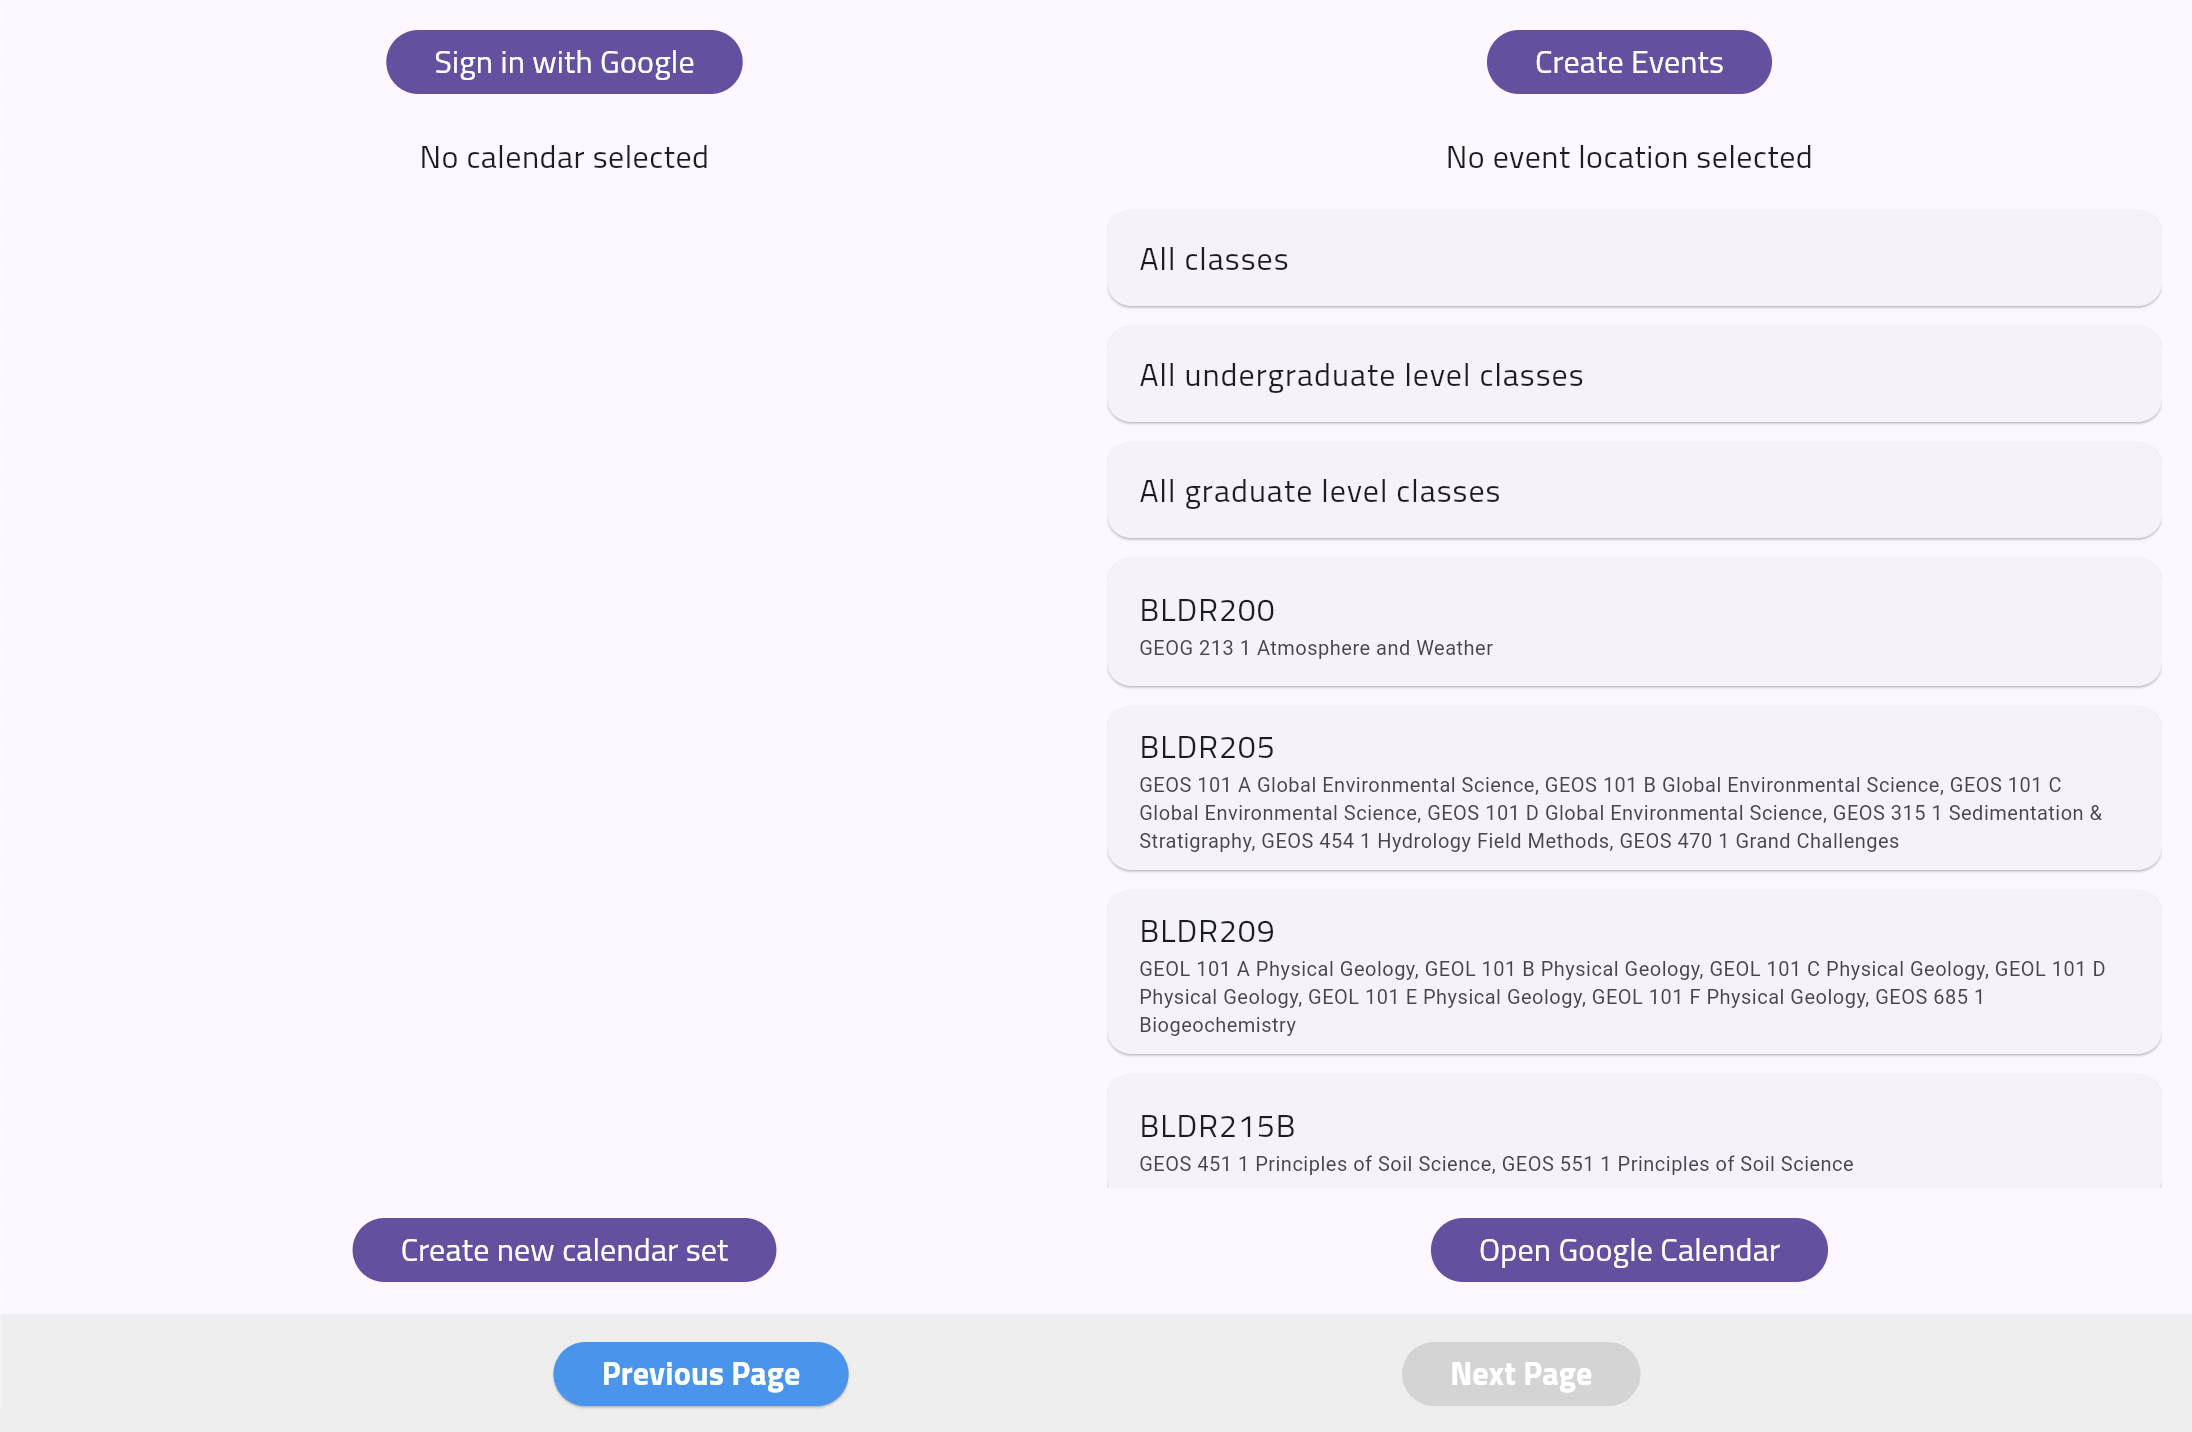 Sign in with Google
No calendar selected
Create new calendar set
Create Events
No event location selected
All classes
All undergraduate level classes
All graduate level classes
BLDR200
GEOG 213 1 Atmosphere and Weather
BLDR205
GEOS 101 A Global Environmental Science, GEOS 101 B Global Environmental Science, GEOS 101 C
Global Environmental Science, GEOS 101 D Global Environmental Science, GEOS 315 1 Sedimentation &
Stratigraphy, GEOS 454 1 Hydrology Field Methods, GEOS 470 1 Grand Challenges
BLDR209
GEOL 101 A Physical Geology, GEOL 101 B Physical Geology, GEOL 101 C Physical Geology, GEOL 101 D
Physical Geology, GEOL 101 E Physical Geology, GEOL 101 F Physical Geology, GEOS 685 1
Biogeochemistry
BLDR215B
GEOS 451 1 Principles of Soil Science, GEOS 551 1 Principles of Soil Science
Open Google Calendar
Previous Page
Next Page